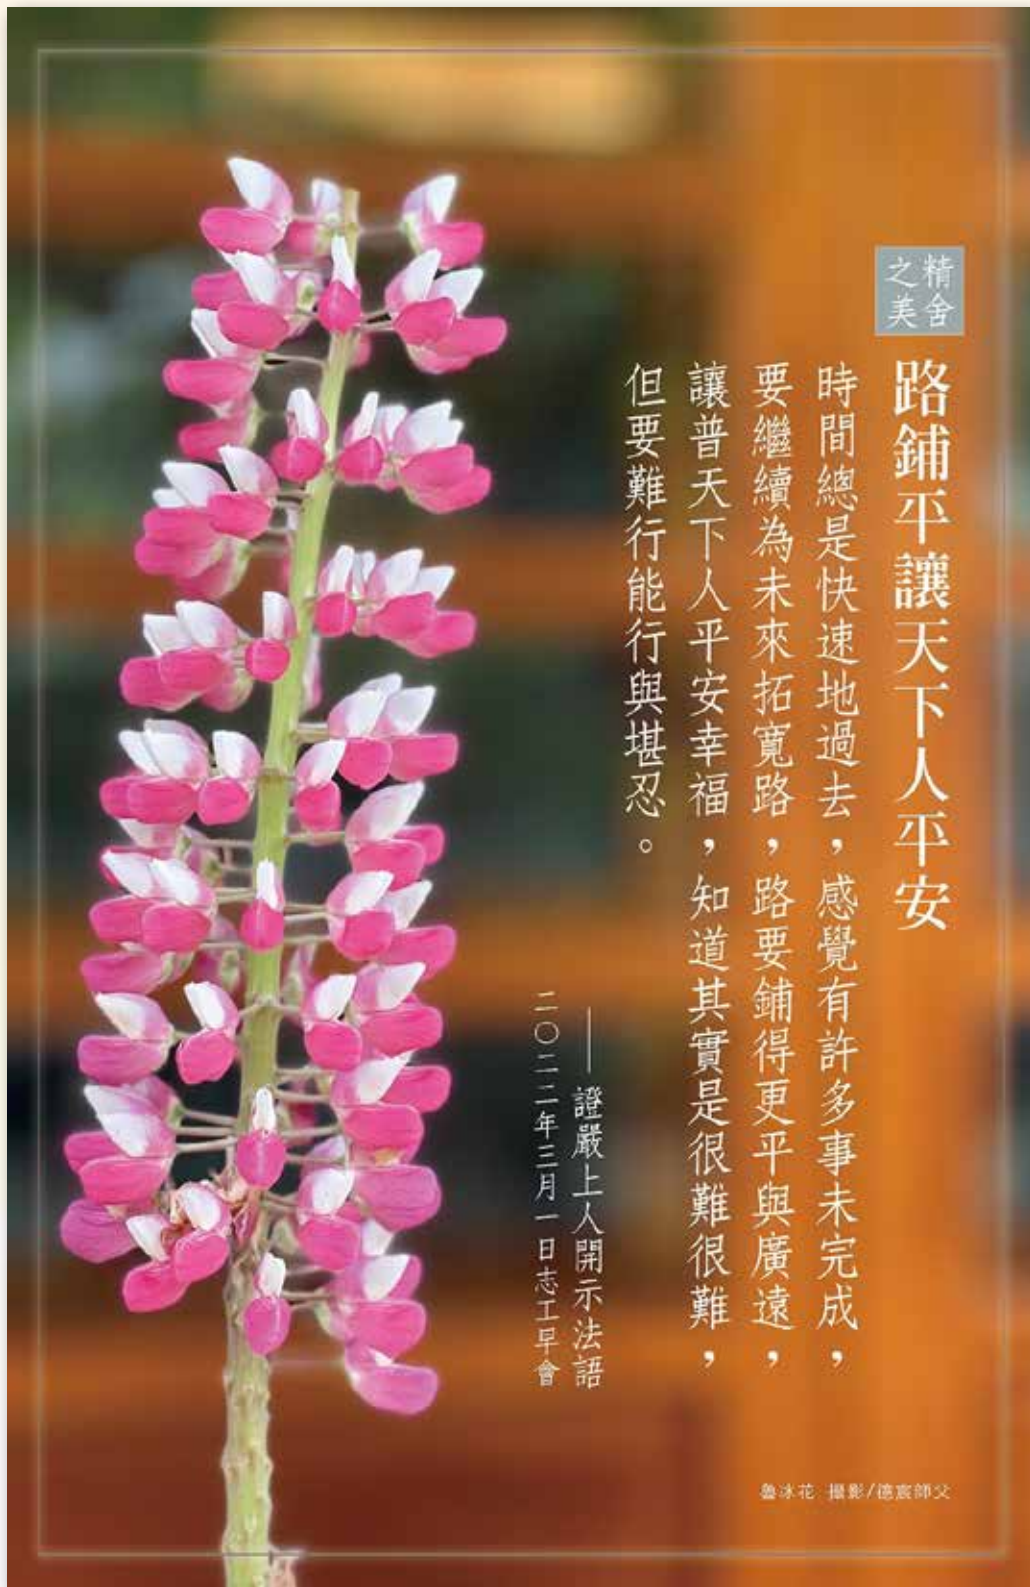 精舍
之美
路鋪平讓天下人平安
時間總是快速地過去，感覺有許多事未完成，
要繼續為未來拓寬路，路要鋪得更平與廣遠，
讓普天下人平安幸福，知道其實是很難很難，
但要難行能行與堪忍。
——證嚴上人開示法語
二〇二二年三月一日志工早會
魯冰花 攝影/德宸師父